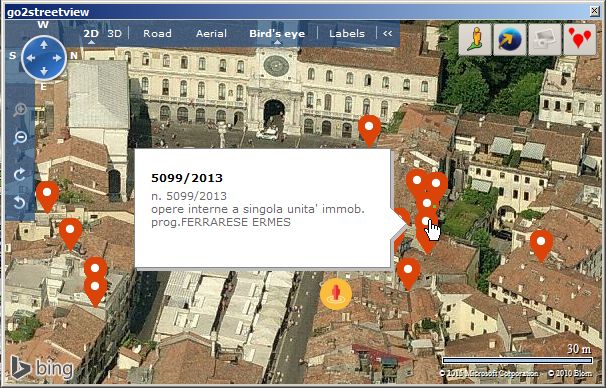 go2streetview
W
2D 3D Road Aerial Bird's eye Labels <<
S N
E
5099/2013
n. 5099/2013
opere interne a singola unita' immob.
prog.FERRARESE ERMES
30 m
bing
Microsoft Corporation © 2010 Blom